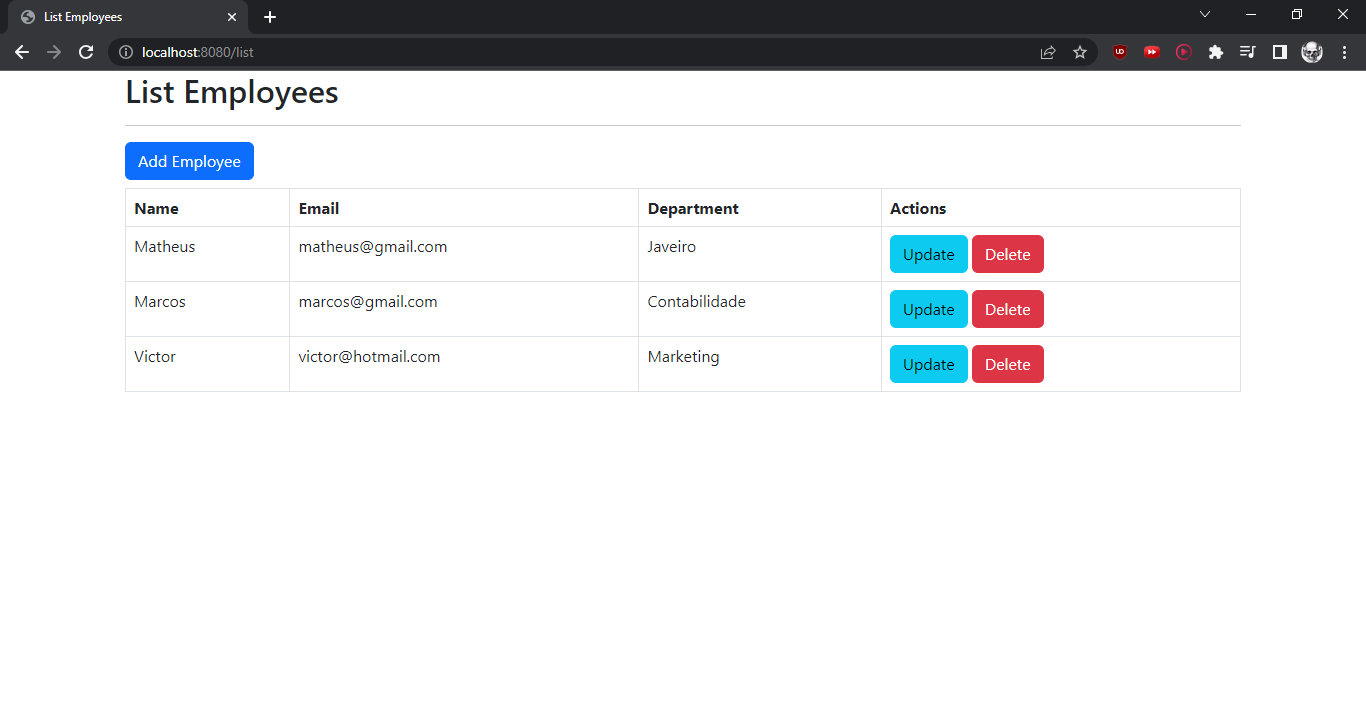 List Employees
localhost:8080/list
List Employees
Add Employee
Name Email Department Actions
Matheus matheus@gmail.com Javeiro Update Delete
Marcos marcos@gmail.com Contabilidade Update Delete
Victor victor@hotmail.com Marketing Update Delete